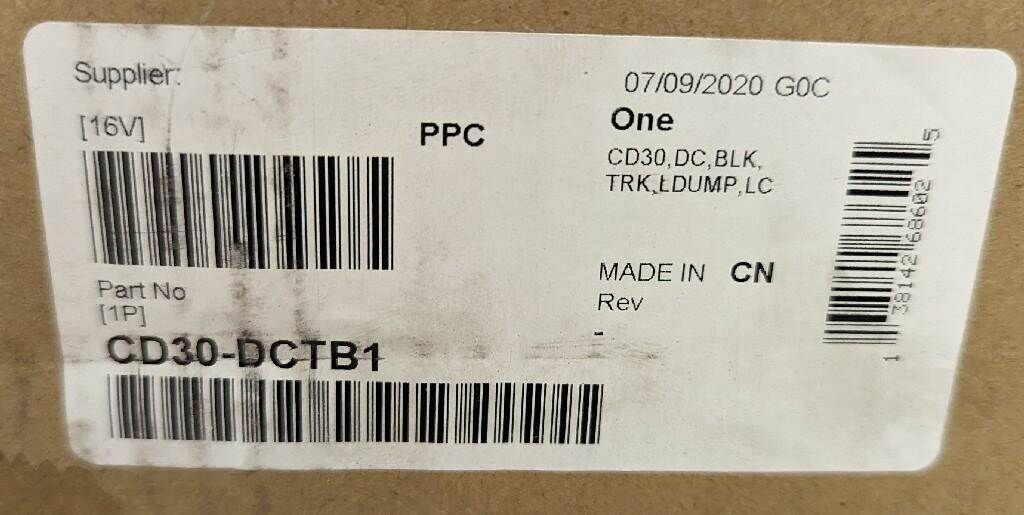 Supplier:
[16V]
PPC
Part No
[1P]
CD30-DCTB1
07/09/2020 G0C
One
CD30,DC,BLK,
TRK,LDUMP,LC
MADE IN CN
Rev
-
1 38142 68602 5